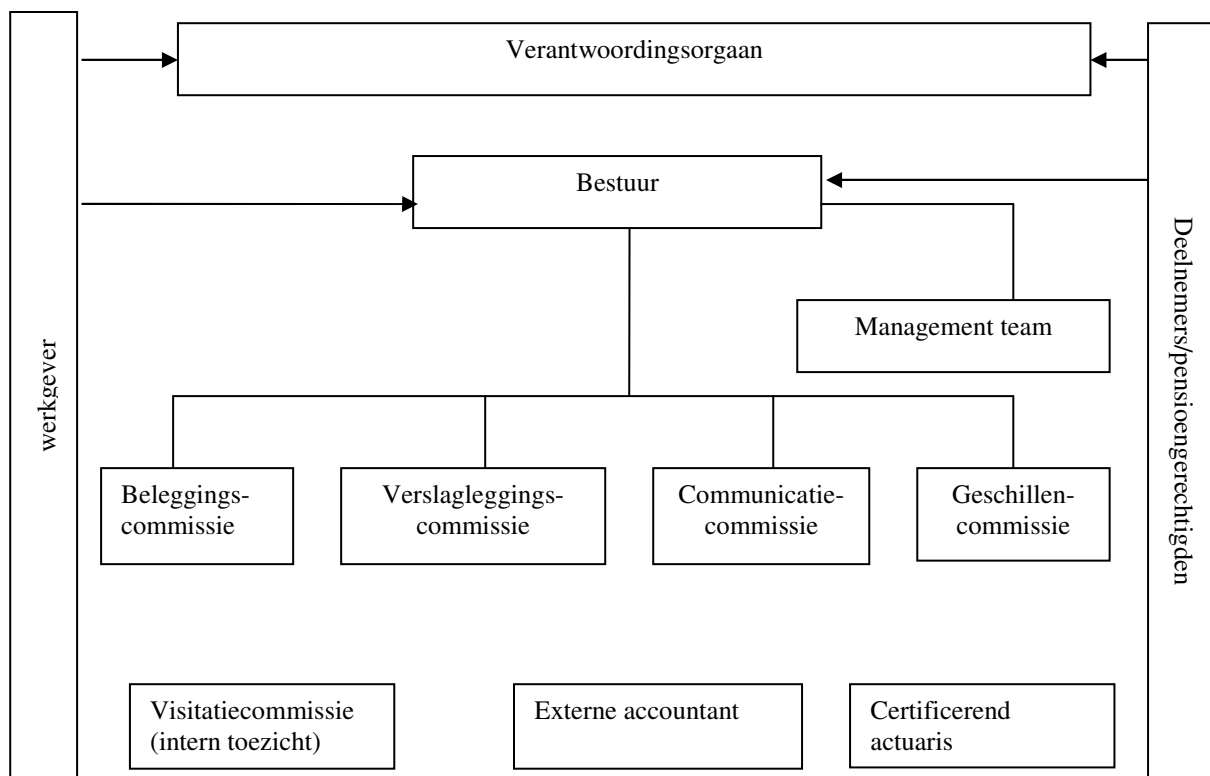 Verantwoordingsorgaan
Bestuur
Management team
werkgever
Deelnemers/pensioengerechtigden
Beleggings-
commissie
Verslagleggings-
commissie
Communicatie-
commissie
Geschillen-
commissie
Visitatiecommissie
(intern toezicht)
Externe accountant
Certificerend
actuaris